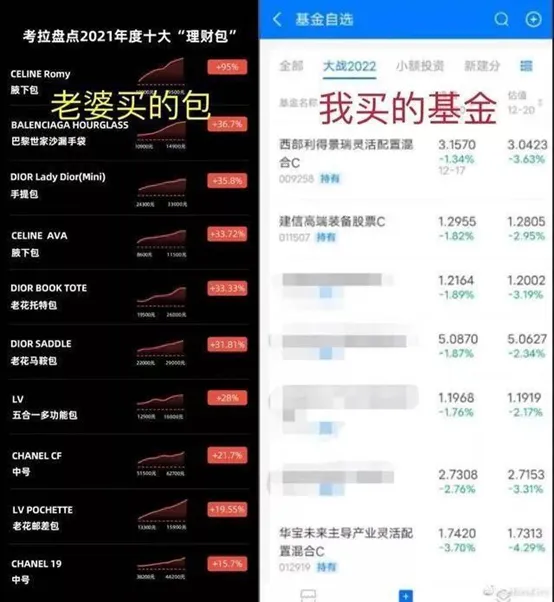 考拉盘点2021年度十大“理财包”
CELINE Romy
腋下包
+95%
老婆买的包
BALENCIAGA HOURGLASS
巴黎世家沙漏手袋
10900元 14900元
+36.7%
DIOR Lady Dior(Mini)
手提包
24300元 33000元
+35.8%
CELINE AVA
腋下包
8600元 11500元
+33.72%
DIOR BOOK TOTE
老花托特包
19500元 26000元
+33.33%
DIOR SADDLE
老花马鞍包
22000元 29000元
+31.81%
LV
五合一多功能包
12500元 16000元
+28%
CHANEL CF
中号
51500元 62700元
+21.7%
LV POCHETTE
老花邮差包
13300元 15900元
+19.55%
CHANEL 19
中号
38200元 44200元
+15.7%
基金自选
全部 大战2022 小额投资 新建分
基金名称
估值
12-20
我买的基金
西部利得景瑞灵活配置混合C
009258 持有
3.1570 3.0423
-1.34% -3.63%
12-17
建信高端装备股票C
011507 持有
1.2955 1.2805
-1.82% -2.95%
1.2164 1.2002
-1.89% -3.19%
5.0870 5.0627
-1.87% -2.34%
1.1968 1.1919
-1.76% -2.17%
2.7308 2.7153
-2.76% -3.31%
华宝未来主导产业灵活配置混合C
012919 持有
1.7420 1.7313
-3.70% -4.29%